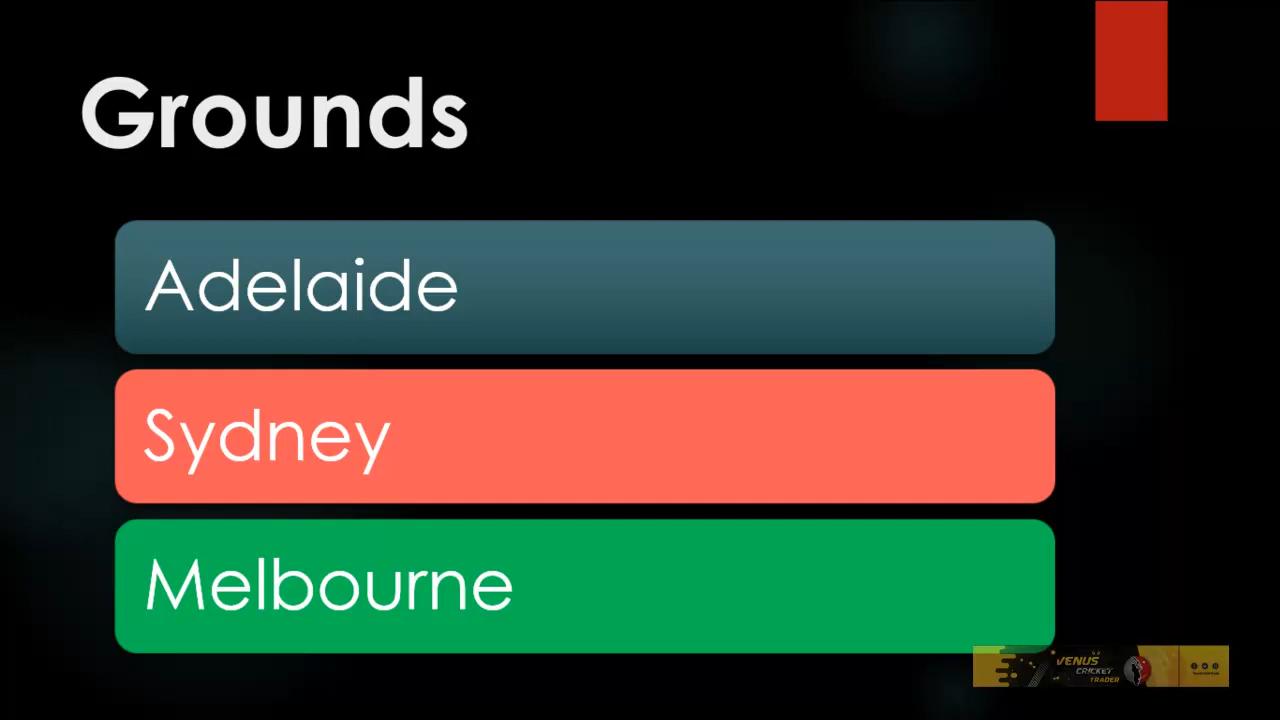 Grounds
Adelaide
Sydney
Melbourne
VENUS
CRICKET
TRADER